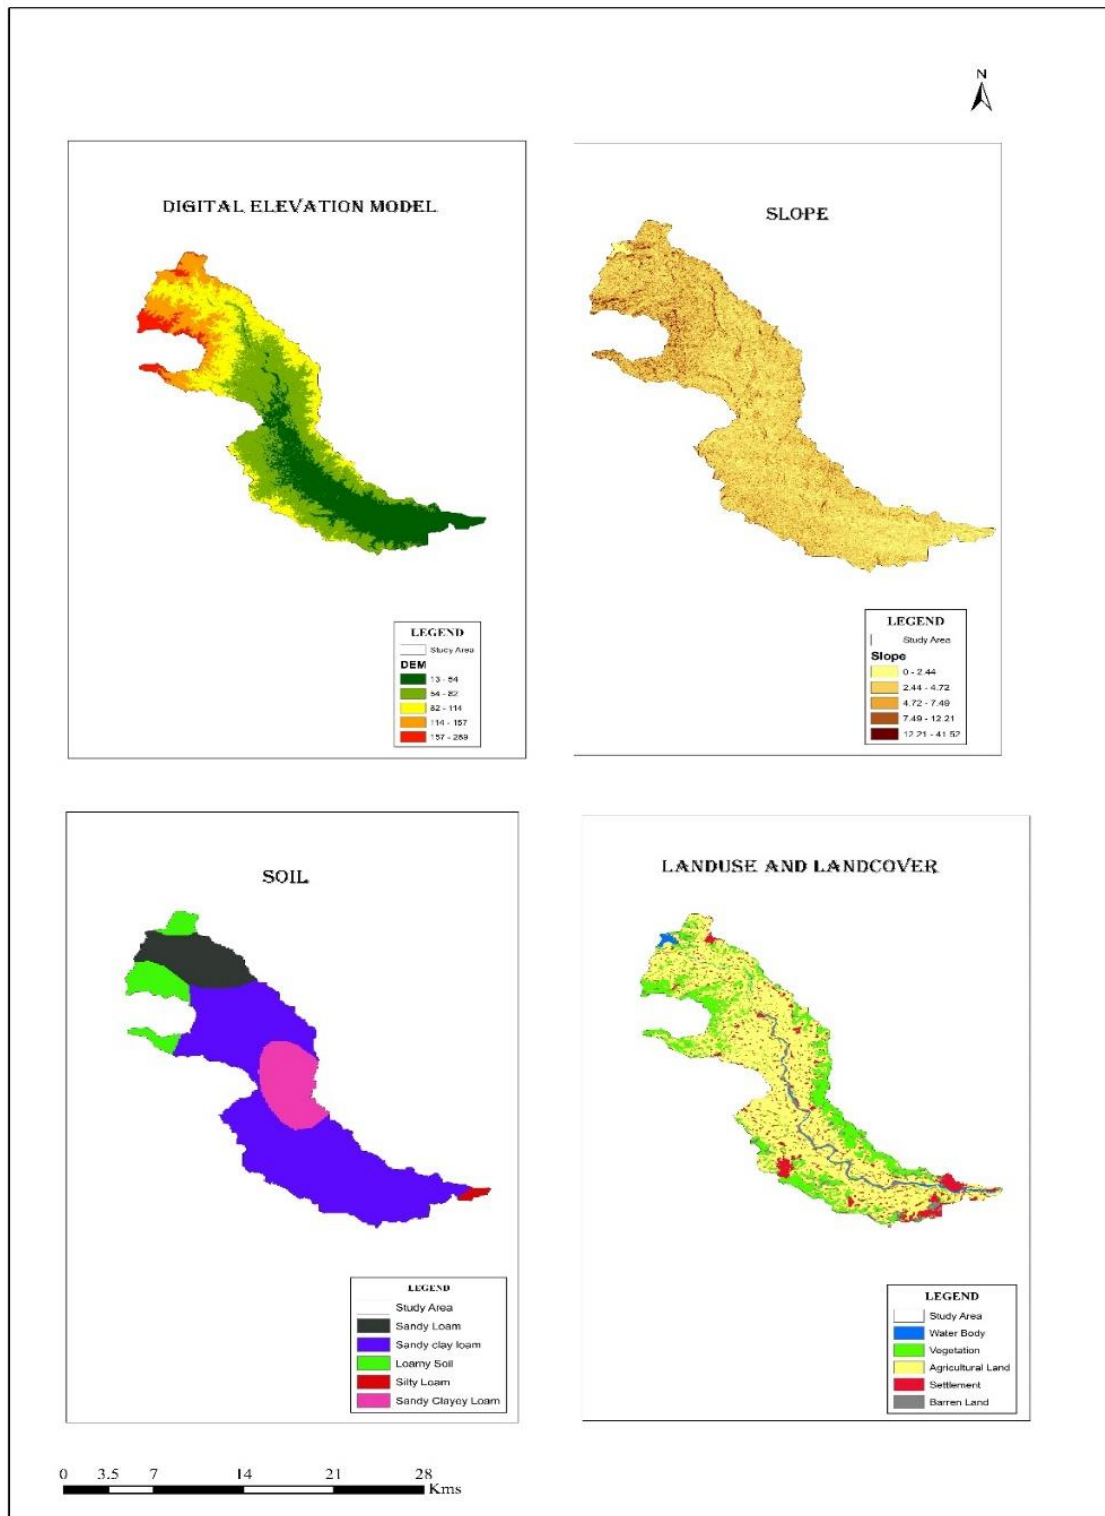 N
DIGITAL ELEVATION MODEL
LEGEND
Study Area
DEM
13 - 54
54 - 82
82 - 114
114 - 157
157 - 269
SLOPE
LEGEND
Study Area
Slope
0 - 2.44
2.44 - 4.72
4.72 - 7.49
7.49 - 12.21
12.21 - 41.52
SOIL
LEGEND
Study Area
Sandy Loam
Sandy clay loam
Loamy Soil
Silty Loam
Sandy Clayey Loam
LANDUSE AND LANDCOVER
LEGEND
Study Area
Water Body
Vegetation
Agricultural Land
Settlement
Barren Land
0 3.5 7 14 21 28
Kms